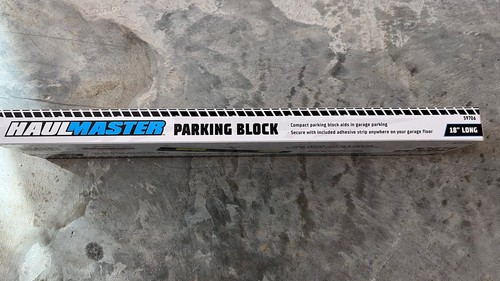 HAULMASTER PARKING BLOCK
Compact parking block aids in garage parking
Secure with included adhesive strip anywhere on your garage floor
59706
18" LONG